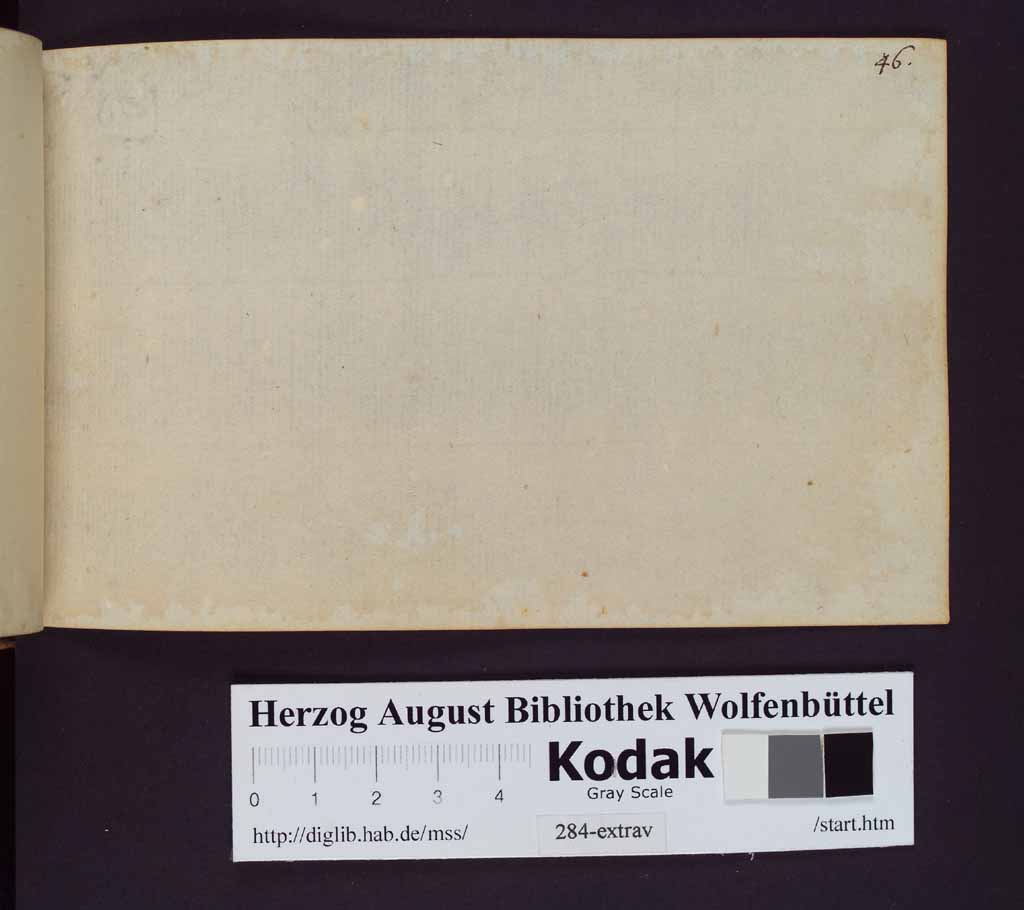 46.
Herzog August Bibliothek Wolfenbüttel
Kodak
Gray Scale
0 1 2 3 4
http://diglib.hab.de/mss/
284-extrav
/start.htm